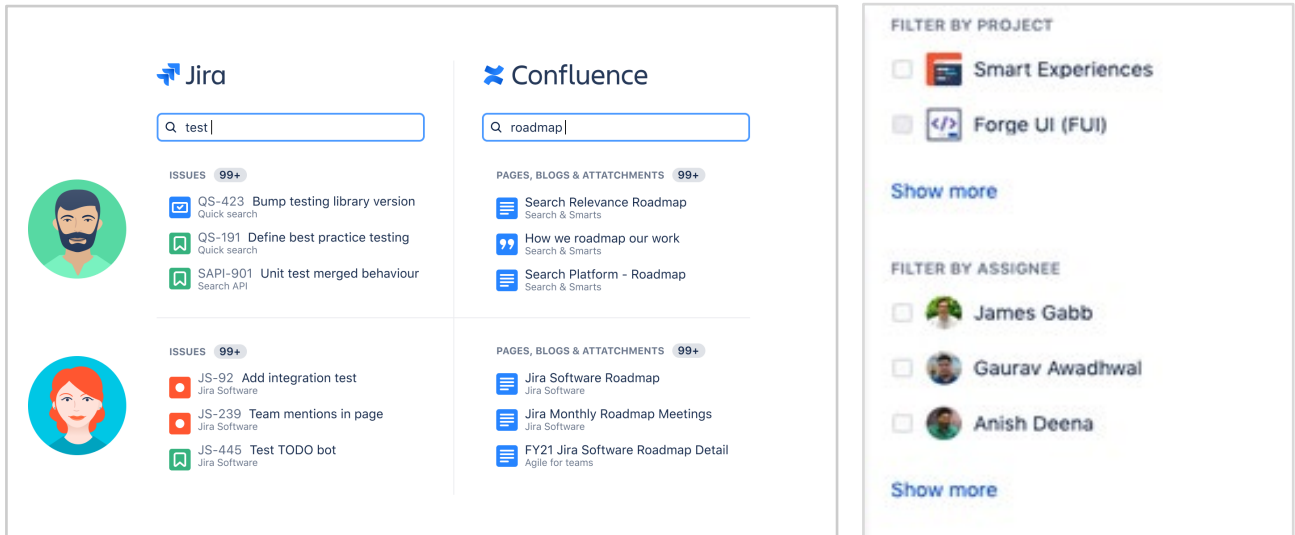 Jira
test
ISSUES 99+
QS-423 Bump testing library version
Quick search
QS-191 Define best practice testing
Quick search
SAPI-901 Unit test merged behaviour
Search API
ISSUES 99+
JS-92 Add integration test
Jira Software
JS-239 Team mentions in page
Jira Software
JS-445 Test TODO bot
Jira Software
Confluence
roadmap
PAGES, BLOGS & ATTATCHMENTS 99+
Search Relevance Roadmap
Search & Smarts
How we roadmap our work
Search & Smarts
Search Platform - Roadmap
Search & Smarts
PAGES, BLOGS & ATTATCHMENTS 99+
Jira Software Roadmap
Jira Software
Jira Monthly Roadmap Meetings
Jira Software
FY21 Jira Software Roadmap Detail
Agile for teams
FILTER BY PROJECT
Smart Experiences
Forge UI (FUI)
Show more
FILTER BY ASSIGNEE
James Gabb
Gaurav Awadhwal
Anish Deena
Show more